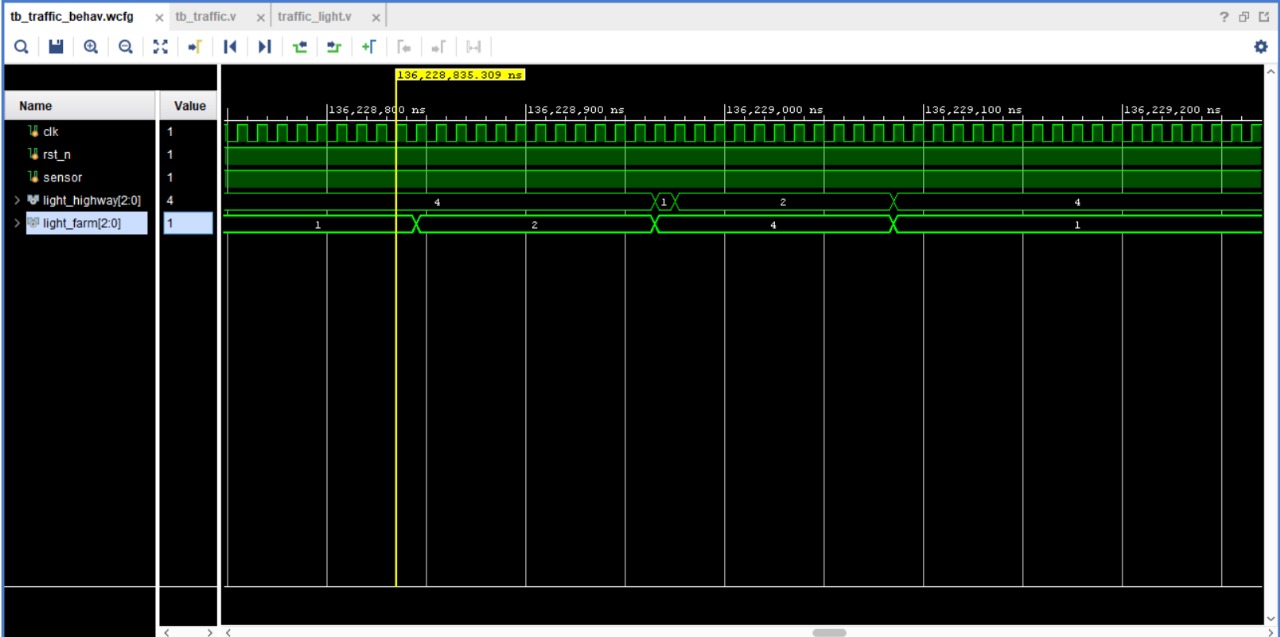 tb_traffic_behav.wcfg × tb_traffic.v × traffic_light.v ×
?
136,228,835.309 ns
Name Value
136,228,800 ns 136,228,900 ns 136,229,000 ns 136,229,100 ns 136,229,200 ns
clk 1
rst_n 1
sensor 1
light_highway[2:0] 4 4 1 2 4
light_farm[2:0] 1 1 2 4 1